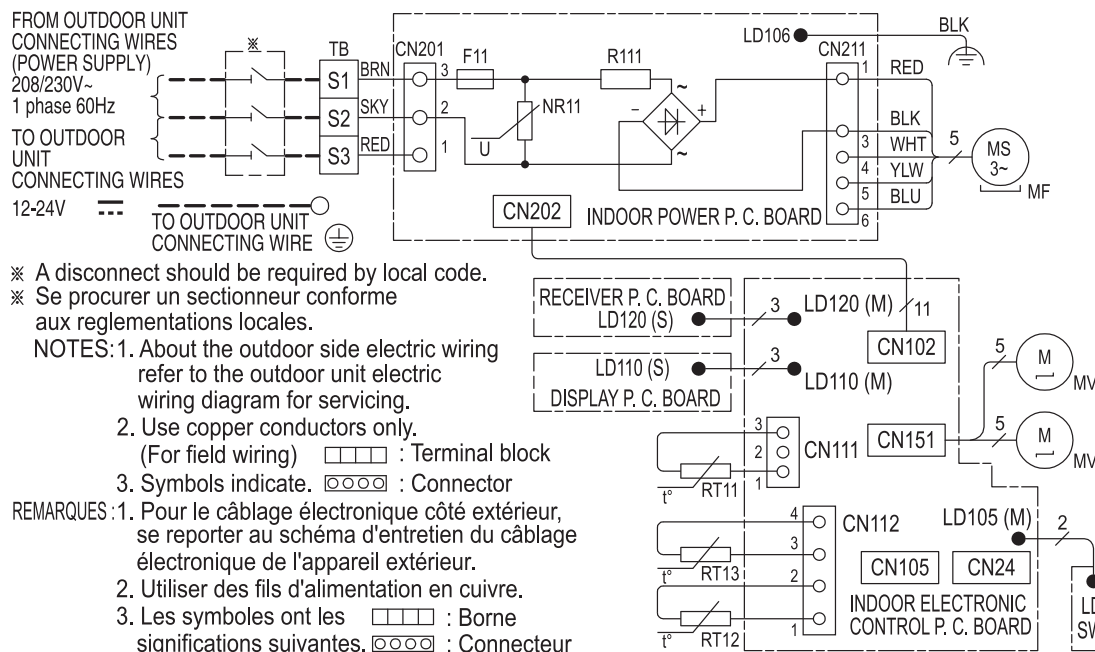 FROM OUTDOOR UNIT
CONNECTING WIRES
(POWER SUPPLY)
208/230V~
1 phase 60Hz
TO OUTDOOR
UNIT
CONNECTING WIRES
12-24V
TO OUTDOOR UNIT
CONNECTING WIRE
※
TB
S1
S2
S3
BRN
SKY
RED
CN201
3
2
1
F11
NR11
U
R111
~
−
+
~
LD106
BLK
CN211
1
3
4
5
6
RED
BLK
WHT
YLW
BLU
5
MS
3~
MF
CN202
INDOOR POWER P. C. BOARD
※ A disconnect should be required by local code.
※ Se procurer un sectionneur conforme
aux reglementations locales.
NOTES:1. About the outdoor side electric wiring
refer to the outdoor unit electric
wiring diagram for servicing.
2. Use copper conductors only.
(For field wiring) : Terminal block
3. Symbols indicate. : Connector
REMARQUES :1. Pour le câblage électronique côté extérieur,
se reporter au schéma d'entretien du câblage
électronique de l'appareil extérieur.
2. Utiliser des fils d'alimentation en cuivre.
3. Les symboles ont les : Borne
significations suivantes. : Connecteur
RECEIVER P. C. BOARD
LD120 (S)
3
LD120 (M)
11
CN102
LD110 (S)
DISPLAY P. C. BOARD
3
LD110 (M)
5
M
CN151
5
M
3
2
1
CN111
t°
RT11
4
3
2
1
CN112
t°
RT13
t°
RT12
LD105 (M)
2
CN105
CN24
INDOOR ELECTRONIC
CONTROL P. C. BOARD